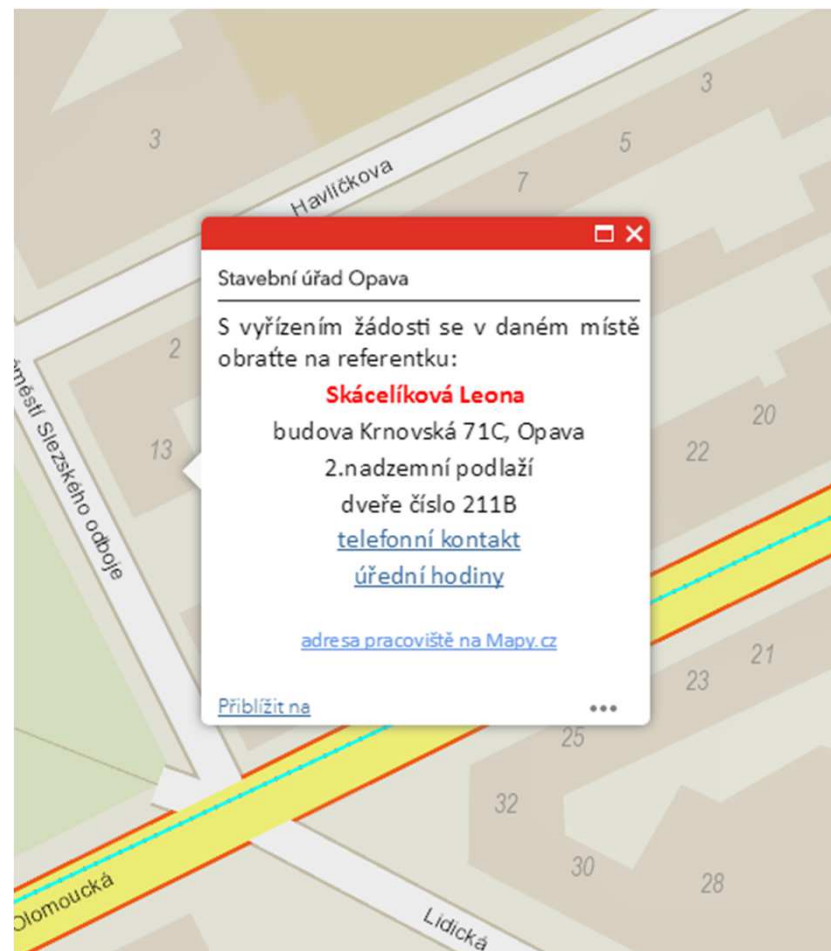 3
3
5
7
Havlíčkova
Stavební úřad Opava
S vyřízením žádosti se v daném místě
obraťte na referentku:
Skácelíková Leona
budova Krnovská 71C, Opava
2.nadzemní podlaží
dveře číslo 211B
telefonní kontakt
úřední hodiny
adresa pracoviště na Mapy.cz
Přiblížit na
2
13
Slezského odboje
20
22
21
23
25
32
30
28
Olomoucká
Lidická